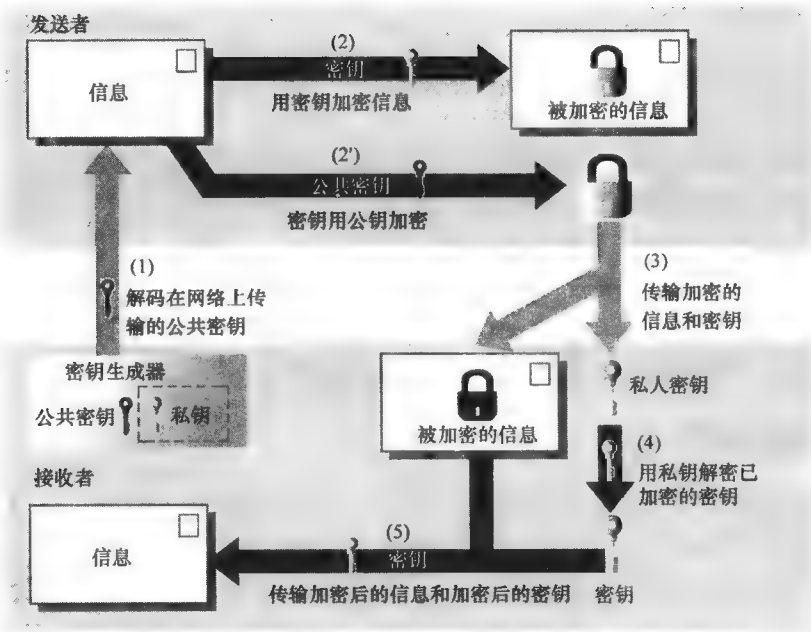 发送者
信息
(2)
密钥
用密钥加密信息
被加密的信息
(2')
公共密钥
密钥用公钥加密
(1)
解码在网络上传
输的公共密钥
(3)
传输加密的
信息和密钥
密钥生成器
公共密钥
私钥
被加密的信息
私人密钥
(4)
用私钥解密已
加密的密钥
接收者
信息
(5)
密钥
传输加密后的信息和加密后的密钥
密钥